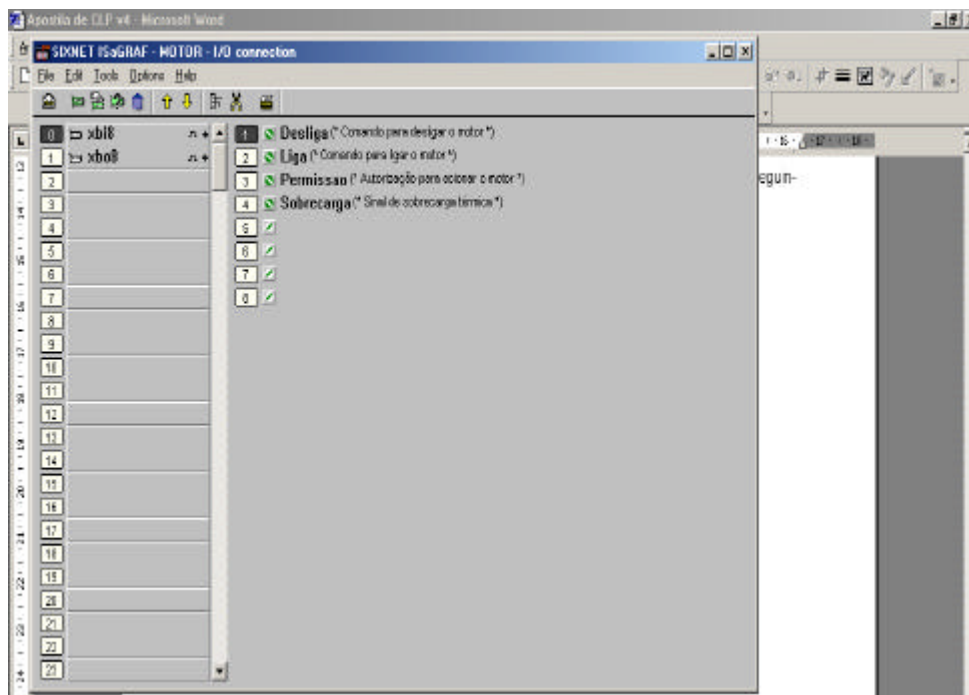 Apostila de CLP v4 - Microsoft Word
SIXNET ISaGRAF - MOTOR - I/O connection
File Edit Tools Options Help
0 xbi8
1 xbo8
2
3
4
5
6
7
8
9
10
11
12
13
14
15
16
17
18
19
20
21
22
23
1 Desliga (* Comando para desligar o motor *)
2 Liga (* Comando para ligar o motor *)
3 Permissao (* Autorização para acionar o motor *)
4 Sobrecarga (* Sinal de sobrecarga térmica *)
5
6
7
8
egun-